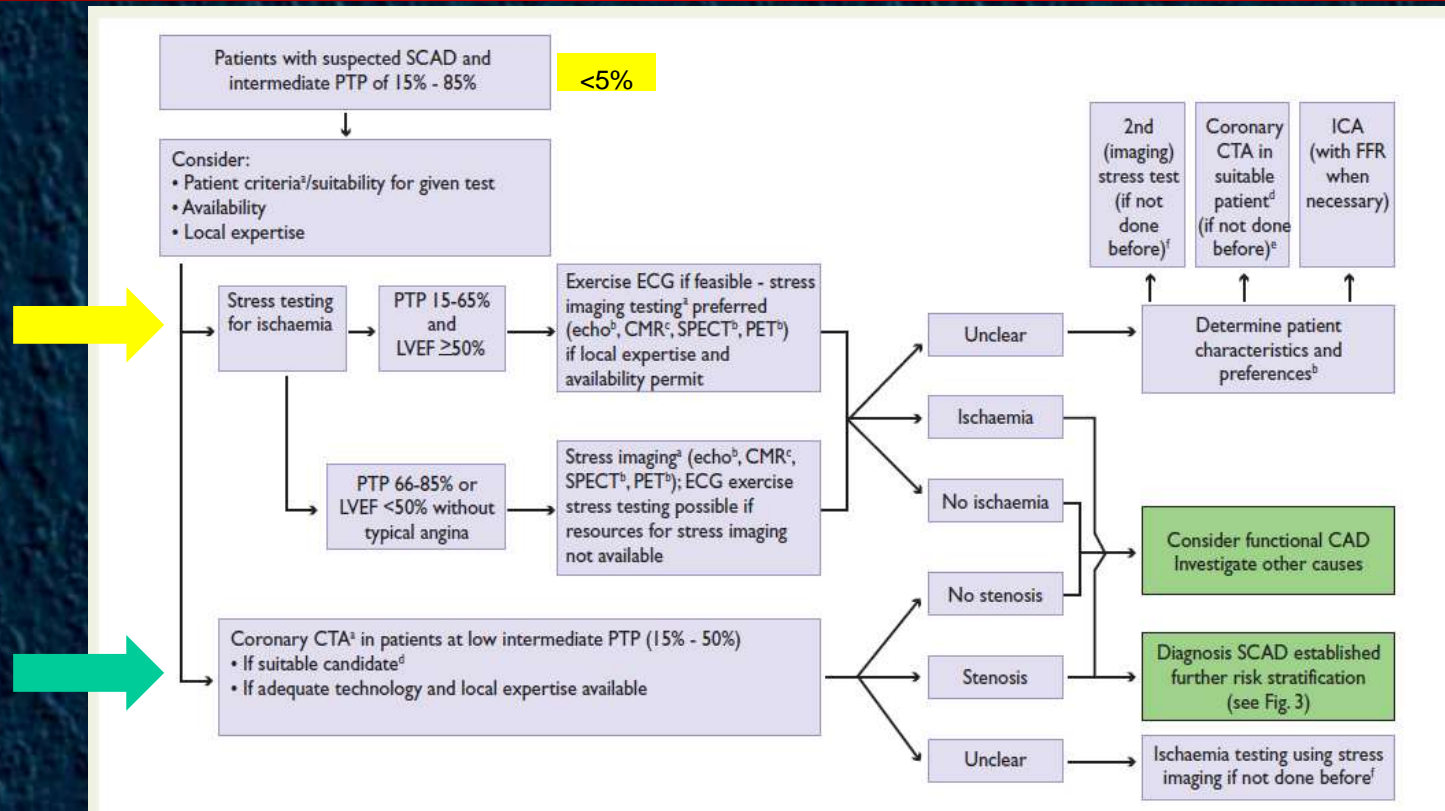 Patients with suspected SCAD and
intermediate PTP of 15% - 85%
<5%
Consider:
• Patient criteriaᵃ/suitability for given test
• Availability
• Local expertise
2nd
(imaging)
stress test
(if not
done
before)ᶠ
Coronary
CTA in
suitable
patientᵈ
(if not done
before)ᵉ
ICA
(with FFR
when
necessary)
Stress testing
for ischaemia
PTP 15-65%
and
LVEF ≥50%
Exercise ECG if feasible - stress
imaging testingᵃ preferred
(echoᵇ, CMRᶜ, SPECTᵇ, PETᵇ)
if local expertise and
availability permit
Unclear
Determine patient
characteristics and
preferencesᵇ
Ischaemia
PTP 66-85% or
LVEF <50% without
typical angina
Stress imagingᵃ (echoᵇ, CMRᶜ,
SPECTᵇ, PETᵇ); ECG exercise
stress testing possible if
resources for stress imaging
not available
No ischaemia
Consider functional CAD
Investigate other causes
No stenosis
Coronary CTAᵃ in patients at low intermediate PTP (15% - 50%)
• If suitable candidateᵈ
• If adequate technology and local expertise available
Stenosis
Diagnosis SCAD established
further risk stratification
(see Fig. 3)
Unclear
Ischaemia testing using stress
imaging if not done beforeᶠ